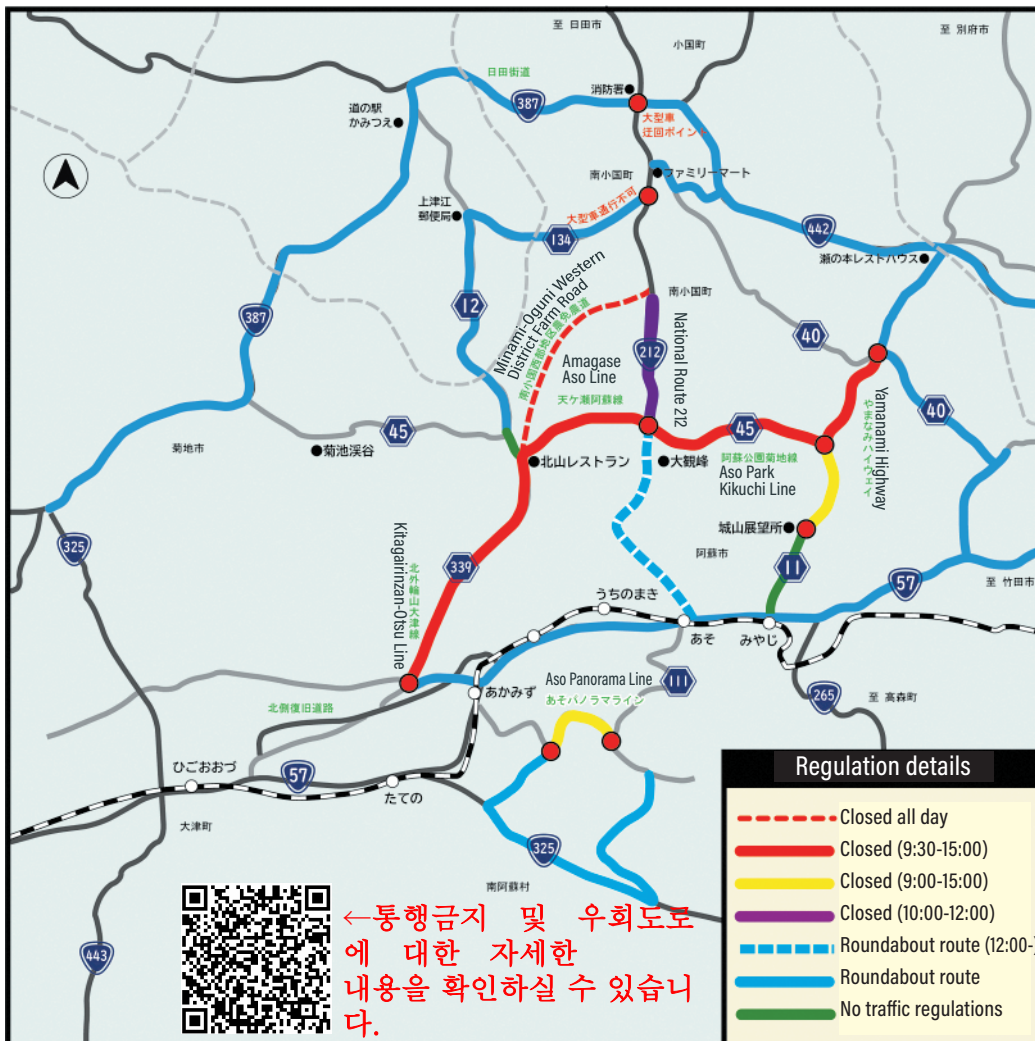 至 日田市
小国町
至 別府市
日田街道
消防署
387
道の駅
かみつえ
大型車
迂回ポイント
南小国町
ファミリーマート
上津江
郵便局
大型車通行不可
134
442
瀬の本レストハウス
387
12
Minami-Oguni Western
District Farm Road
南小国西部地区農免農道
南小国町
National Route 212
212
40
Amagase
Aso Line
天ケ瀬阿蘇線
Yamanami Highway
やまなみハイウェイ
40
45
45
菊地市
菊池渓谷
北山レストラン
大観峰
阿蘇公園菊地線
Aso Park
Kikuchi Line
城山展望所
阿蘇市
325
339
11
57
至 竹田市
Kitagairinzan-Otsu Line
北外輪山大津線
うちのまき
あそ
みやじ
あかみず
Aso Panorama Line
あそパノラマライン
111
265
至 高森町
北側復旧道路
ひごおおづ
57
たての
大津町
325
南阿蘇村
443
←통행금지 및 우회도로
에 대한 자세한
내용을 확인하실 수 있습니
다.
Regulation details
Closed all day
Closed (9:30-15:00)
Closed (9:00-15:00)
Closed (10:00-12:00)
Roundabout route (12:00-)
Roundabout route
No traffic regulations